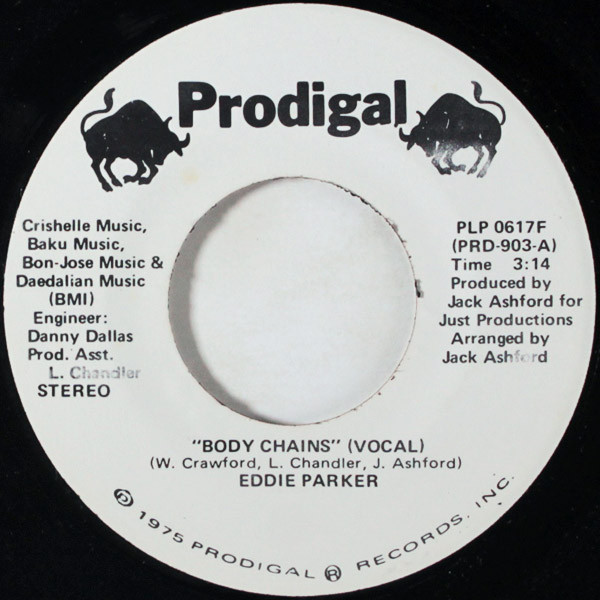 Prodigal
Crishelle Music,
Baku Music,
Bon-Jose Music &
Daedalian Music
(BMI)
Engineer:
Danny Dallas
Prod. Asst.
L. Chandler
STEREO
PLP 0617F
(PRD-903-A)
Time 3:14
Produced by
Jack Ashford for
Just Productions
Arranged by
Jack Ashford
"BODY CHAINS" (VOCAL)
(W. Crawford, L. Chandler, J. Ashford)
EDDIE PARKER
℗ 1975 PRODIGAL ® RECORDS, INC.